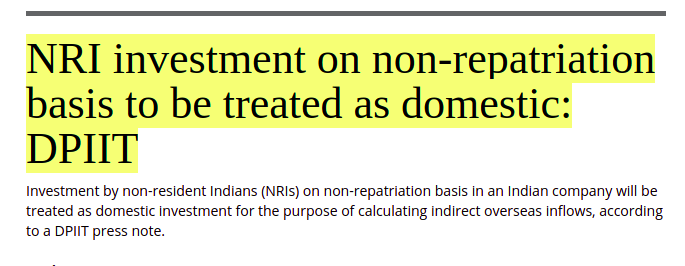 NRI investment on non-repatriation
basis to be treated as domestic:
DPIIT
Investment by non-resident Indians (NRIs) on non-repatriation basis in an Indian company will be
treated as domestic investment for the purpose of calculating indirect overseas inflows, according
to a DPIIT press note.